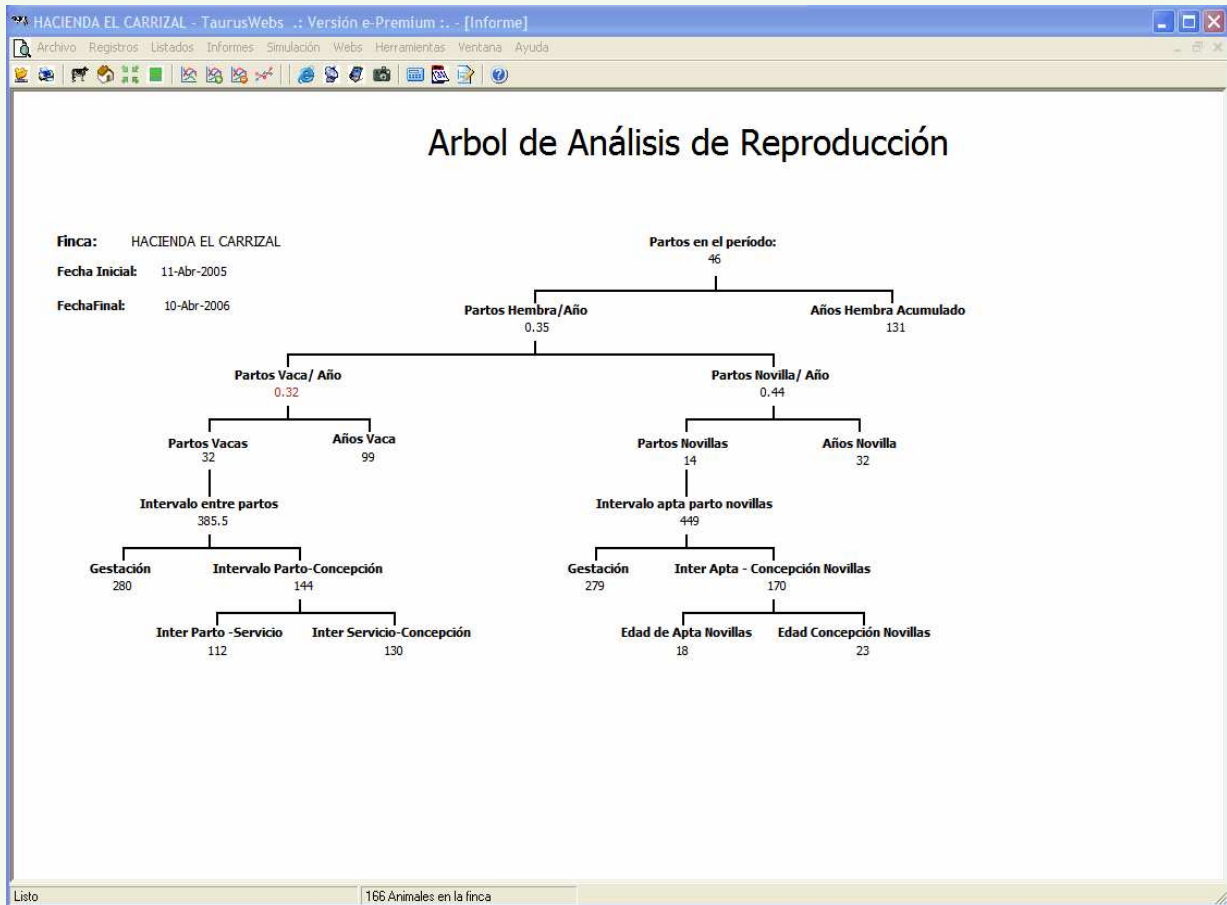 HACIENDA EL CARRIZAL - TaurusWebs .: Versión e-Premium :. - [Informe]
Archivo Registros Listados Informes Simulación Webs Herramientas Ventana Ayuda
Arbol de Análisis de Reproducción
Finca: HACIENDA EL CARRIZAL
Fecha Inicial: 11-Abr-2005
FechaFinal: 10-Abr-2006
Partos en el período:
46
Partos Hembra/Año Años Hembra Acumulado
0.35 131
Partos Vaca/ Año Partos Novilla/ Año
0.32 0.44
Partos Vacas Años Vaca Partos Novillas Años Novilla
32 99 14 32
Intervalo entre partos Intervalo apta parto novillas
385.5 449
Gestación Intervalo Parto-Concepción Gestación Inter Apta - Concepción Novillas
280 144 279 170
Inter Parto -Servicio Inter Servicio-Concepción Edad de Apta Novillas Edad Concepción Novillas
112 130 18 23
Listo 166 Animales en la finca